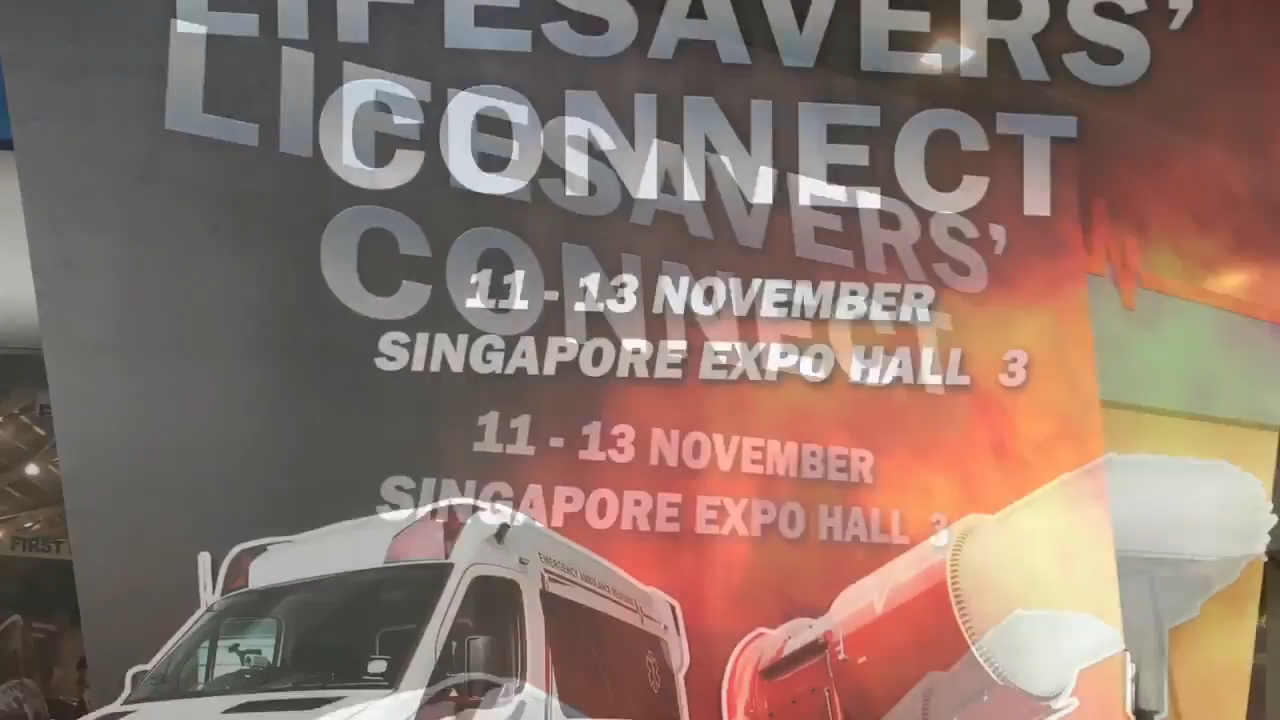 LIFESAVERS'
CONNECT
LIFESAVERS'
CONNECT
11 - 13 NOVEMBER
SINGAPORE EXPO HALL 3
11 - 13 NOVEMBER
SINGAPORE EXPO HALL 3
EMERGENCY AMBULANCE
FIRST